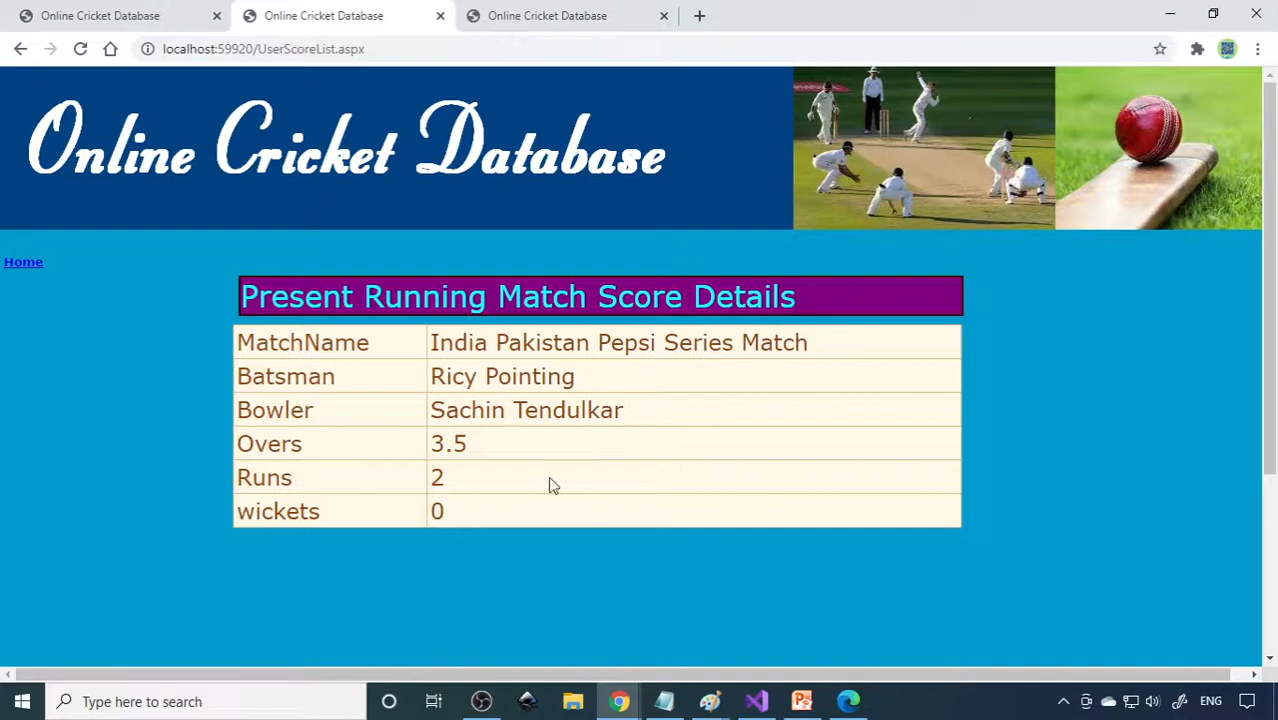 Online Cricket Database
Online Cricket Database
Online Cricket Database
localhost:59920/UserScoreList.aspx
Online Cricket Database
Home
Present Running Match Score Details
MatchName India Pakistan Pepsi Series Match
Batsman Ricy Pointing
Bowler Sachin Tendulkar
Overs 3.5
Runs 2
wickets 0
Type here to search
ENG